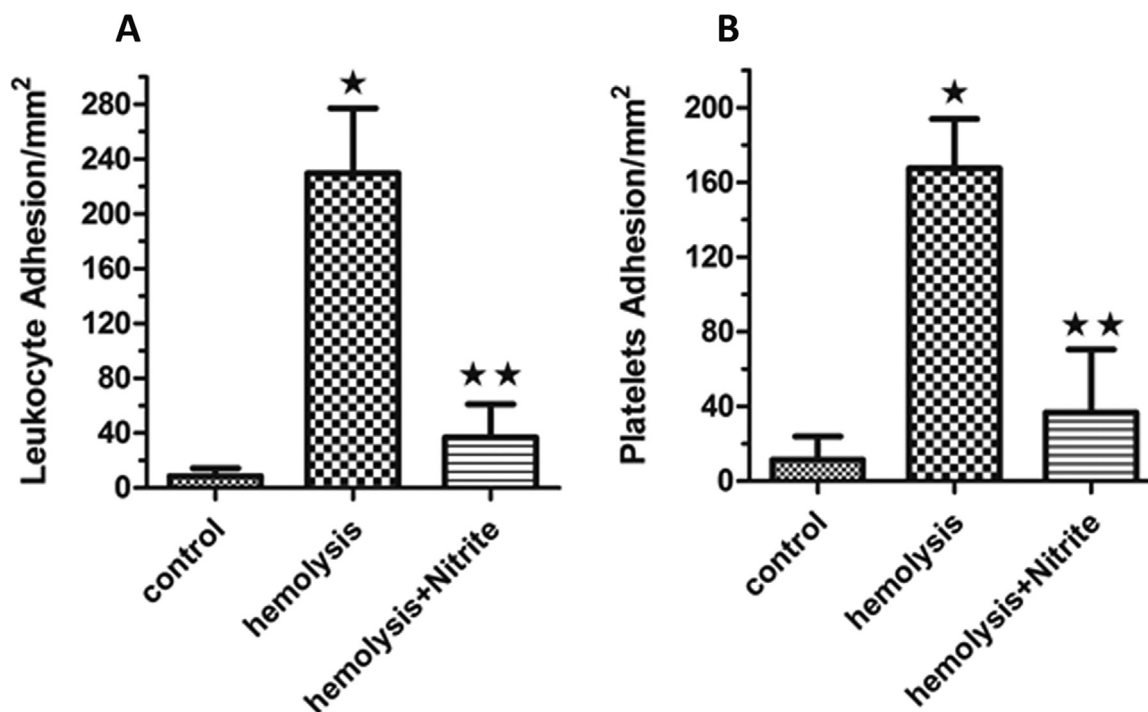 A
Leukocyte Adhesion/mm²
280
240
200
160
120
80
40
0
★
★ ★
control
hemolysis
hemolysis+Nitrite
B
Platelets Adhesion/mm²
200
160
120
80
40
0
★
★ ★
control
hemolysis
hemolysis+Nitrite